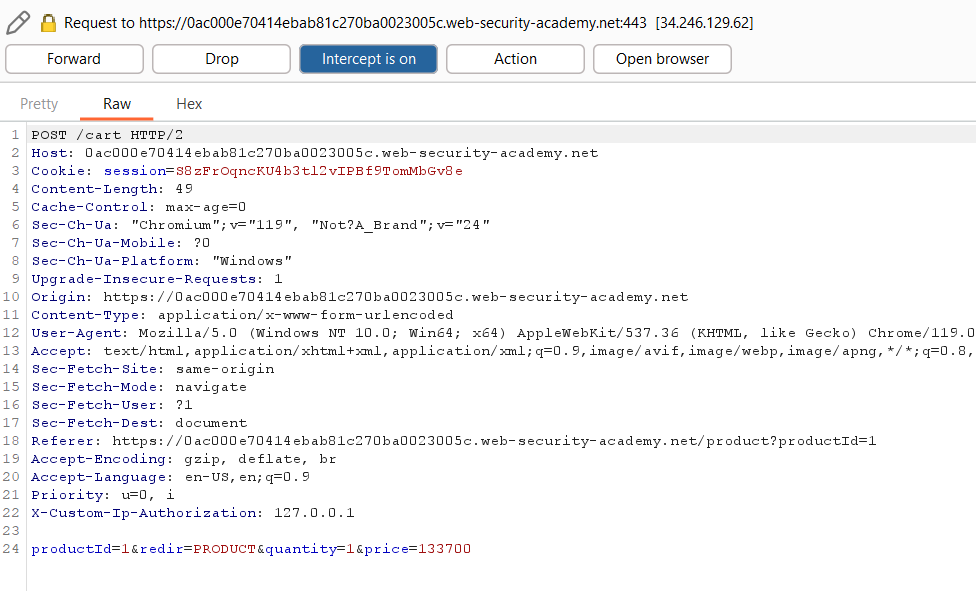 Request to https://0ac000e70414ebab81c270ba0023005c.web-security-academy.net:443 [34.246.129.62]
Forward Drop Intercept is on Action Open browser
Pretty Raw Hex
1 POST /cart HTTP/2
2 Host: 0ac000e70414ebab81c270ba0023005c.web-security-academy.net
3 Cookie: session=S8zFrOqncKU4b3tl2vIPBf9TomMbGv8e
4 Content-Length: 49
5 Cache-Control: max-age=0
6 Sec-Ch-Ua: "Chromium";v="119", "Not?A_Brand";v="24"
7 Sec-Ch-Ua-Mobile: ?0
8 Sec-Ch-Ua-Platform: "Windows"
9 Upgrade-Insecure-Requests: 1
10 Origin: https://0ac000e70414ebab81c270ba0023005c.web-security-academy.net
11 Content-Type: application/x-www-form-urlencoded
12 User-Agent: Mozilla/5.0 (Windows NT 10.0; Win64; x64) AppleWebKit/537.36 (KHTML, like Gecko) Chrome/119.0
13 Accept: text/html,application/xhtml+xml,application/xml;q=0.9,image/avif,image/webp,image/apng,*/*;q=0.8,
14 Sec-Fetch-Site: same-origin
15 Sec-Fetch-Mode: navigate
16 Sec-Fetch-User: ?1
17 Sec-Fetch-Dest: document
18 Referer: https://0ac000e70414ebab81c270ba0023005c.web-security-academy.net/product?productId=1
19 Accept-Encoding: gzip, deflate, br
20 Accept-Language: en-US,en;q=0.9
21 Priority: u=0, i
22 X-Custom-Ip-Authorization: 127.0.0.1
23
24 productId=1&redir=PRODUCT&quantity=1&price=133700